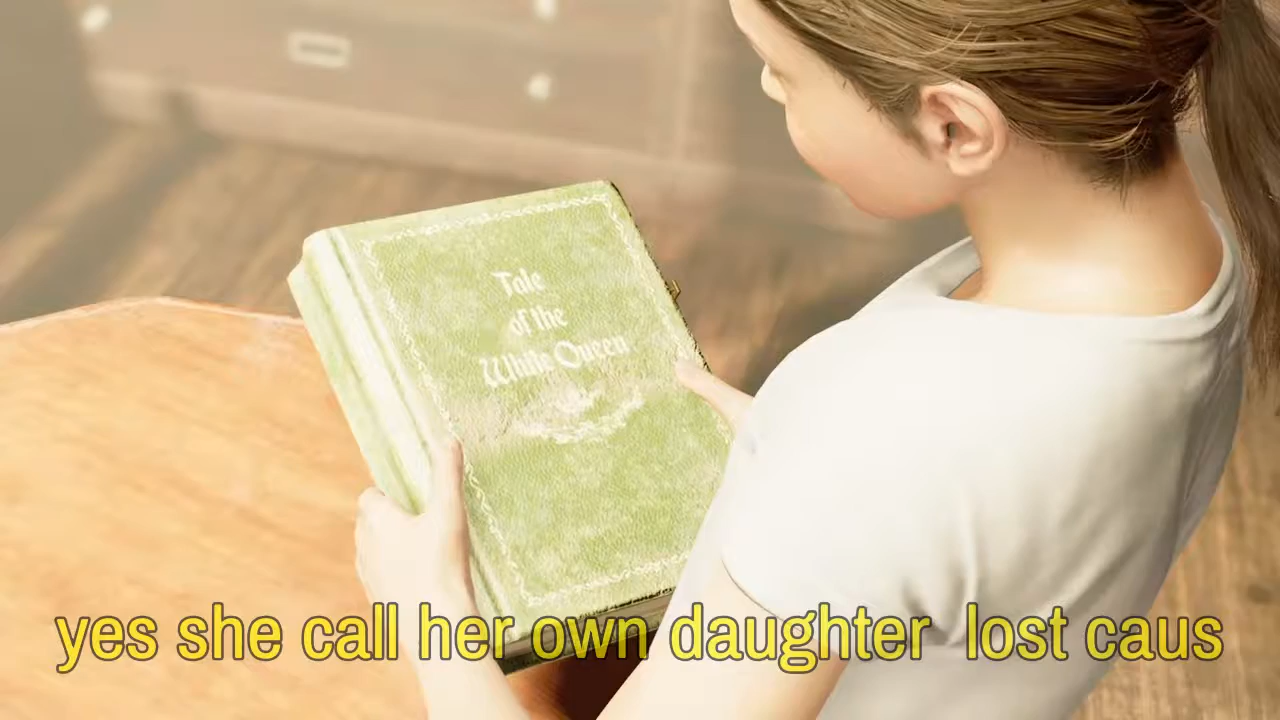 Tale
of the
White Queen
yes she call her own daughter  lost caus